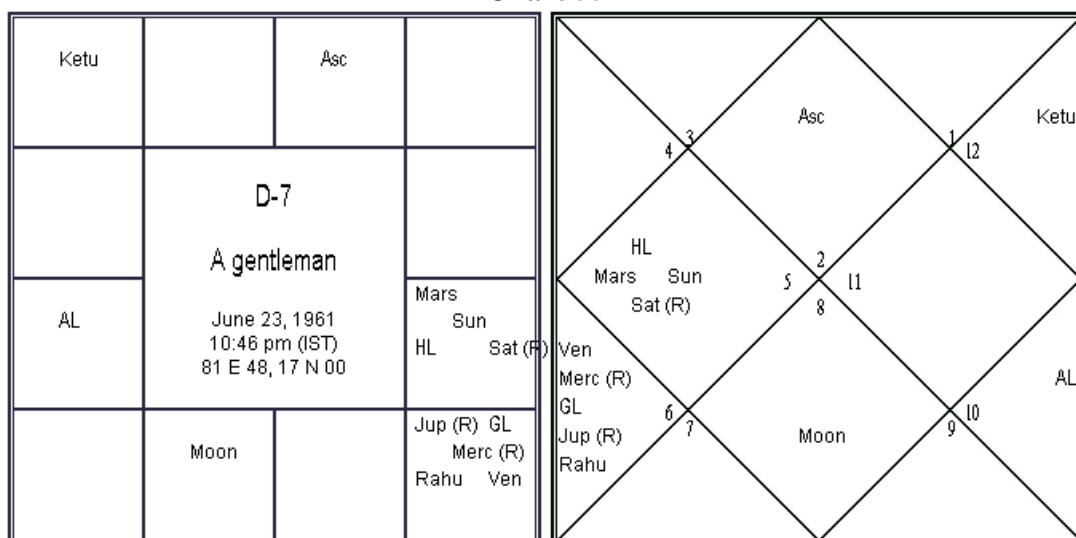 Ketu
Asc
D-7
A gentleman
June 23, 1961
10:46 pm (IST)
81 E 48, 17 N 00
AL
Mars
Sun
HL Sat (R)
Moon
Jup (R) GL
Merc (R)
Rahu Ven
Asc
Ketu
3
4
1
12
HL
Mars Sun
Sat (R)
2
5
11
8
Ven
Merc (R)
GL
Jup (R)
Rahu
6
7
Moon
10
9
AL